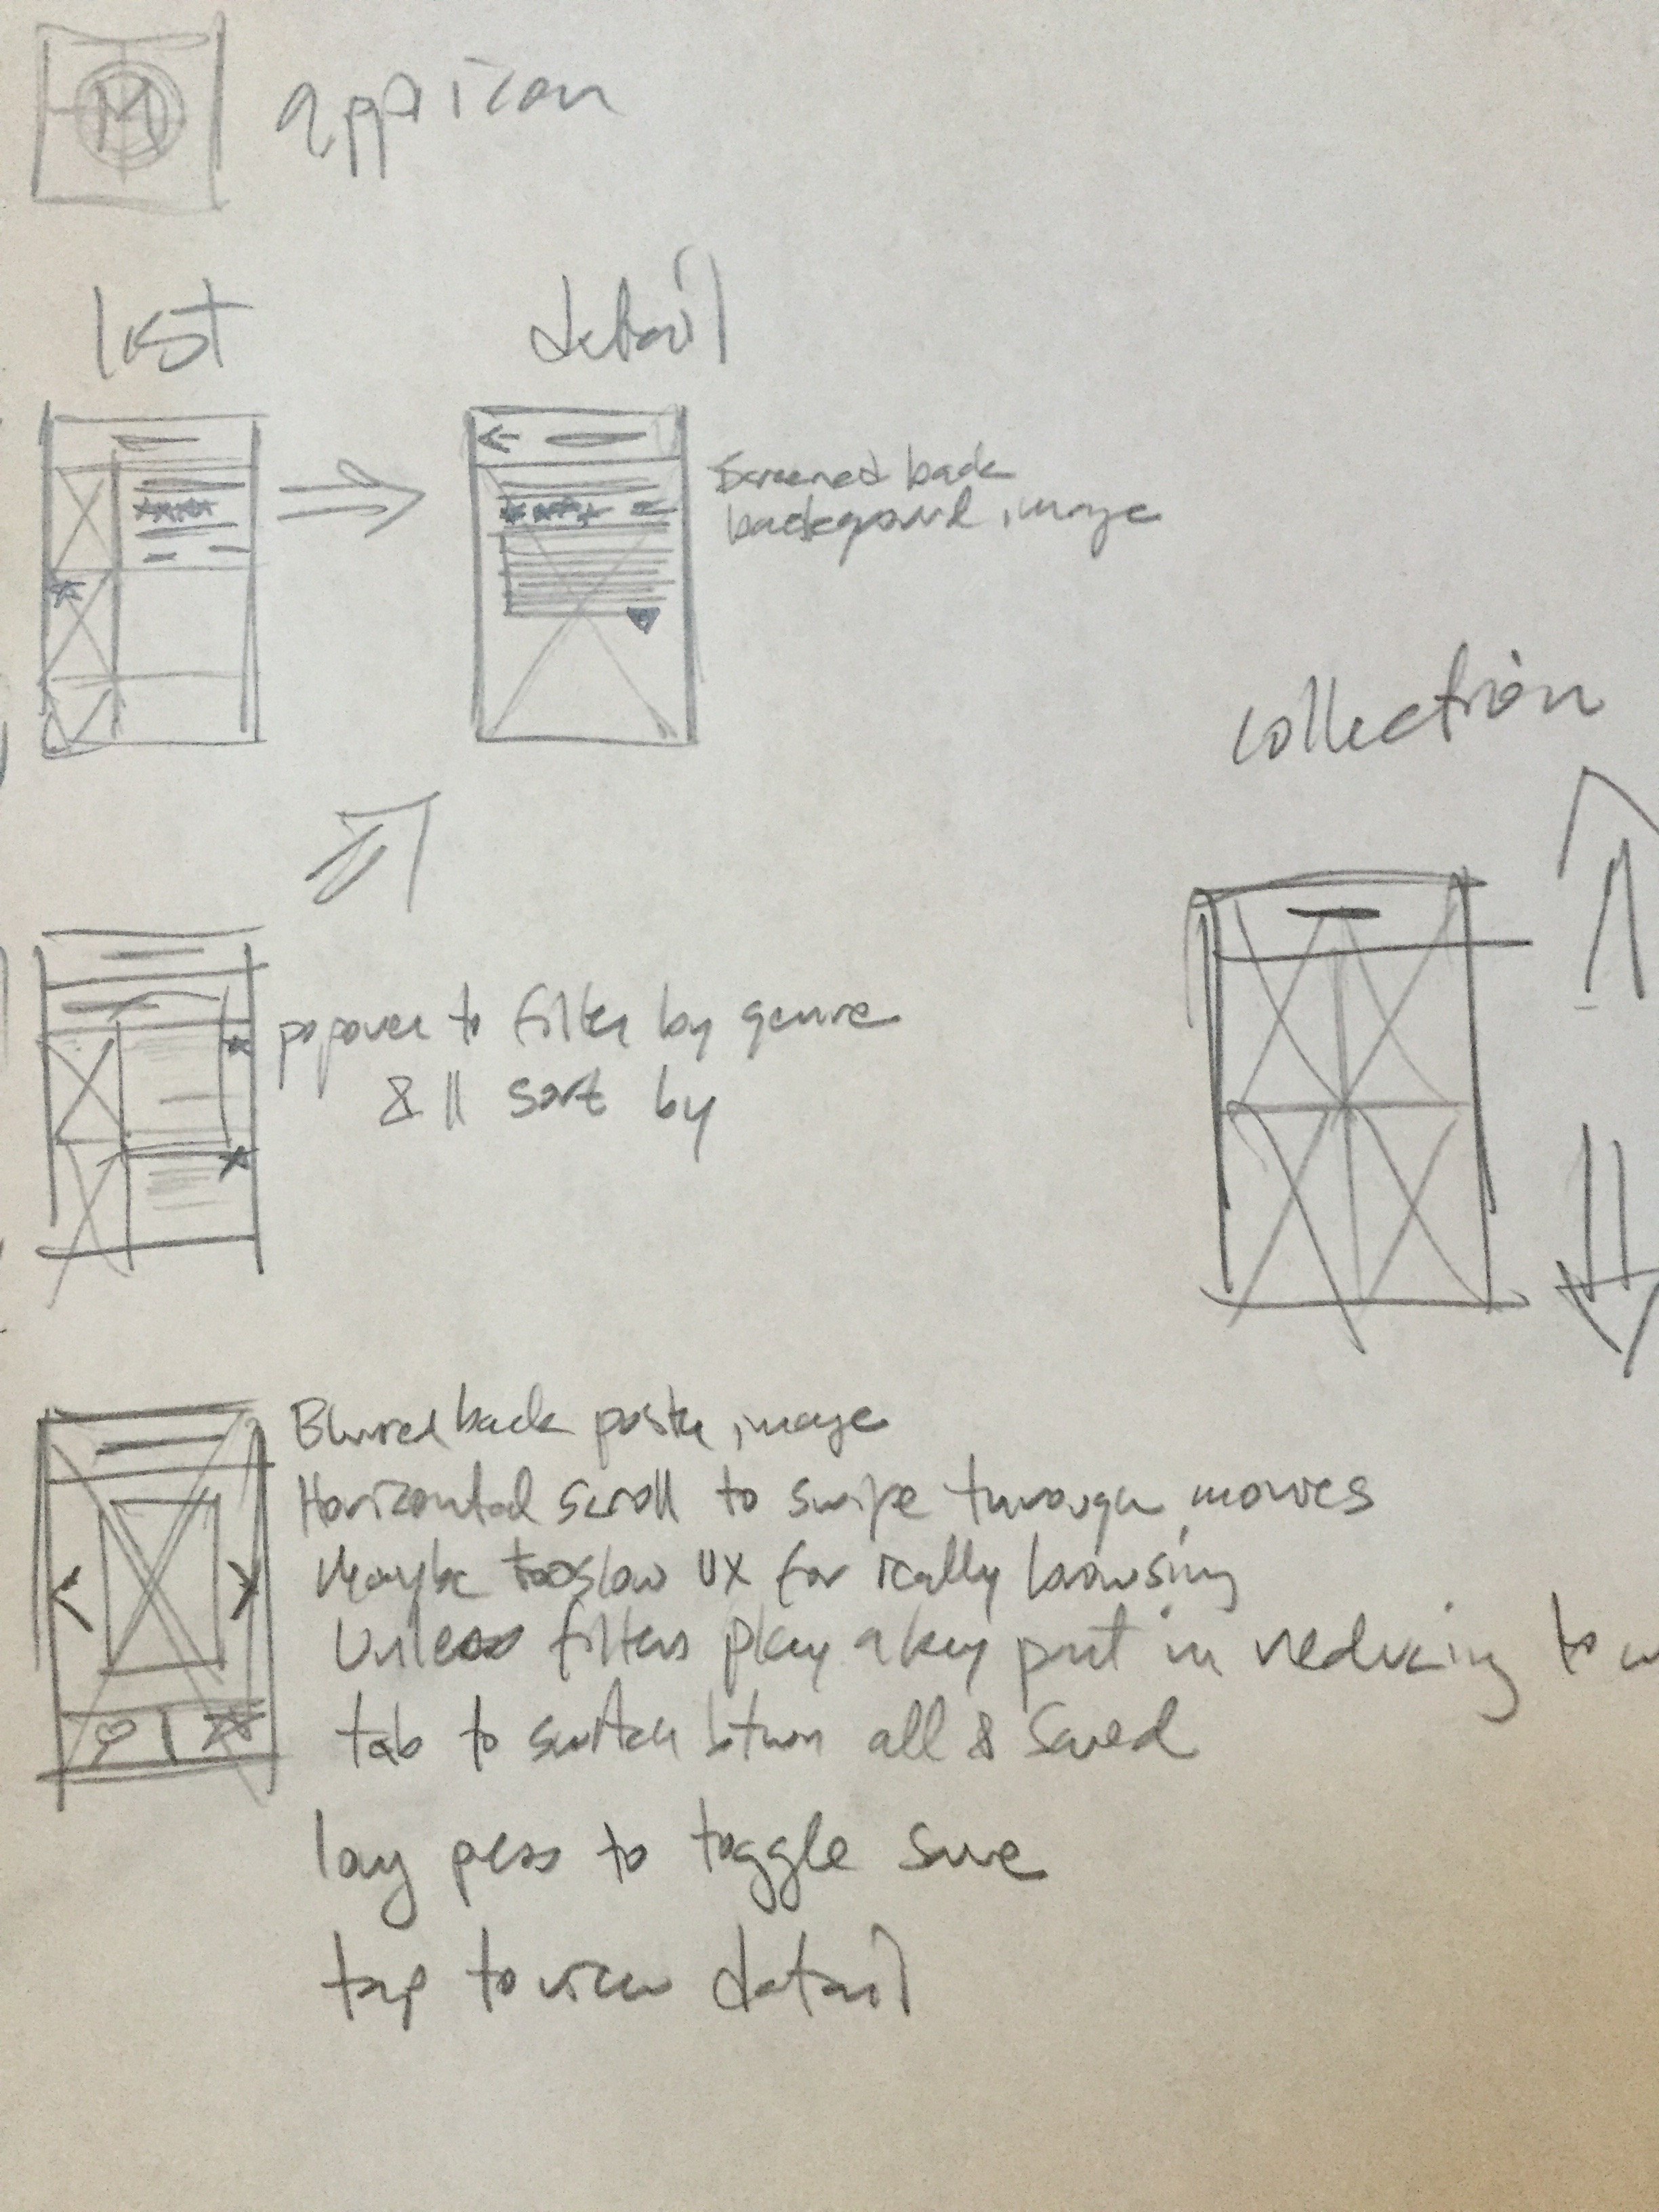 M
app icon
list
detail
Screened back
background image
collection
popover to filter by genre
& sort by
Blurred back poster image
Horizontal scroll to swipe through movies
Maybe too slow UX for really browsing
Unless filters play a key part in reducing to
tab to switch btwn all & Saved
long press to toggle save
tap to view detail